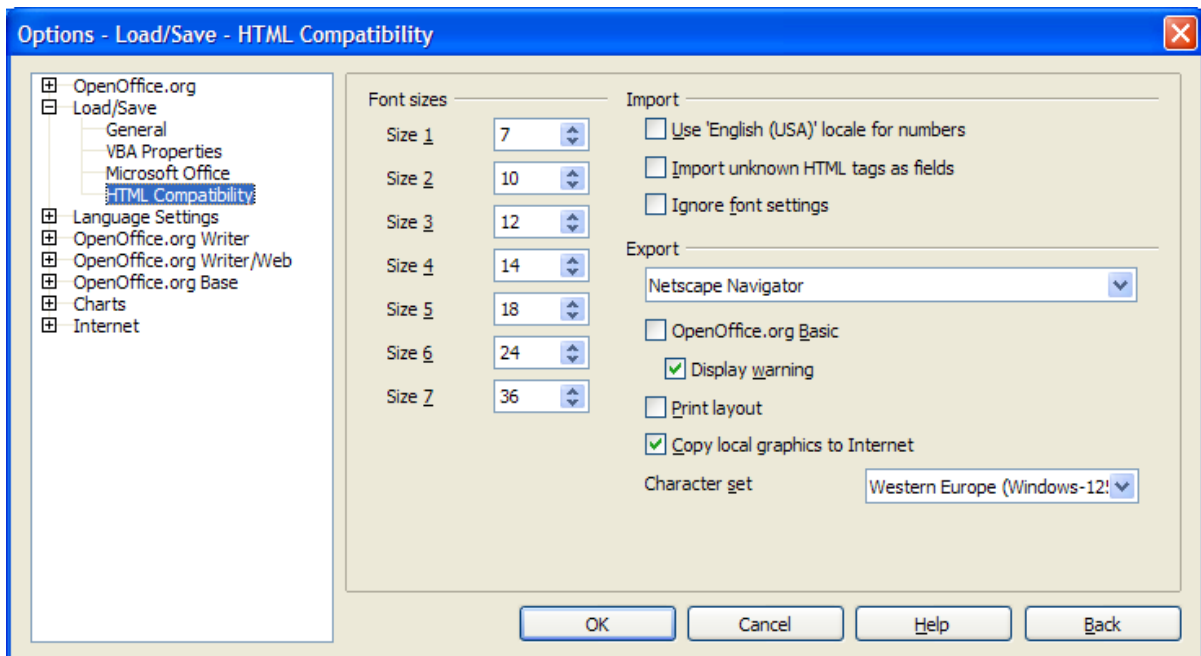 Options - Load/Save - HTML Compatibility
OpenOffice.org
Load/Save
General
VBA Properties
Microsoft Office
HTML Compatibility
Language Settings
OpenOffice.org Writer
OpenOffice.org Writer/Web
OpenOffice.org Base
Charts
Internet
Font sizes
Size 1 7
Size 2 10
Size 3 12
Size 4 14
Size 5 18
Size 6 24
Size 7 36
Import
Use 'English (USA)' locale for numbers
Import unknown HTML tags as fields
Ignore font settings
Export
Netscape Navigator
OpenOffice.org Basic
Display warning
Print layout
Copy local graphics to Internet
Character set Western Europe (Windows-125
OK Cancel Help Back